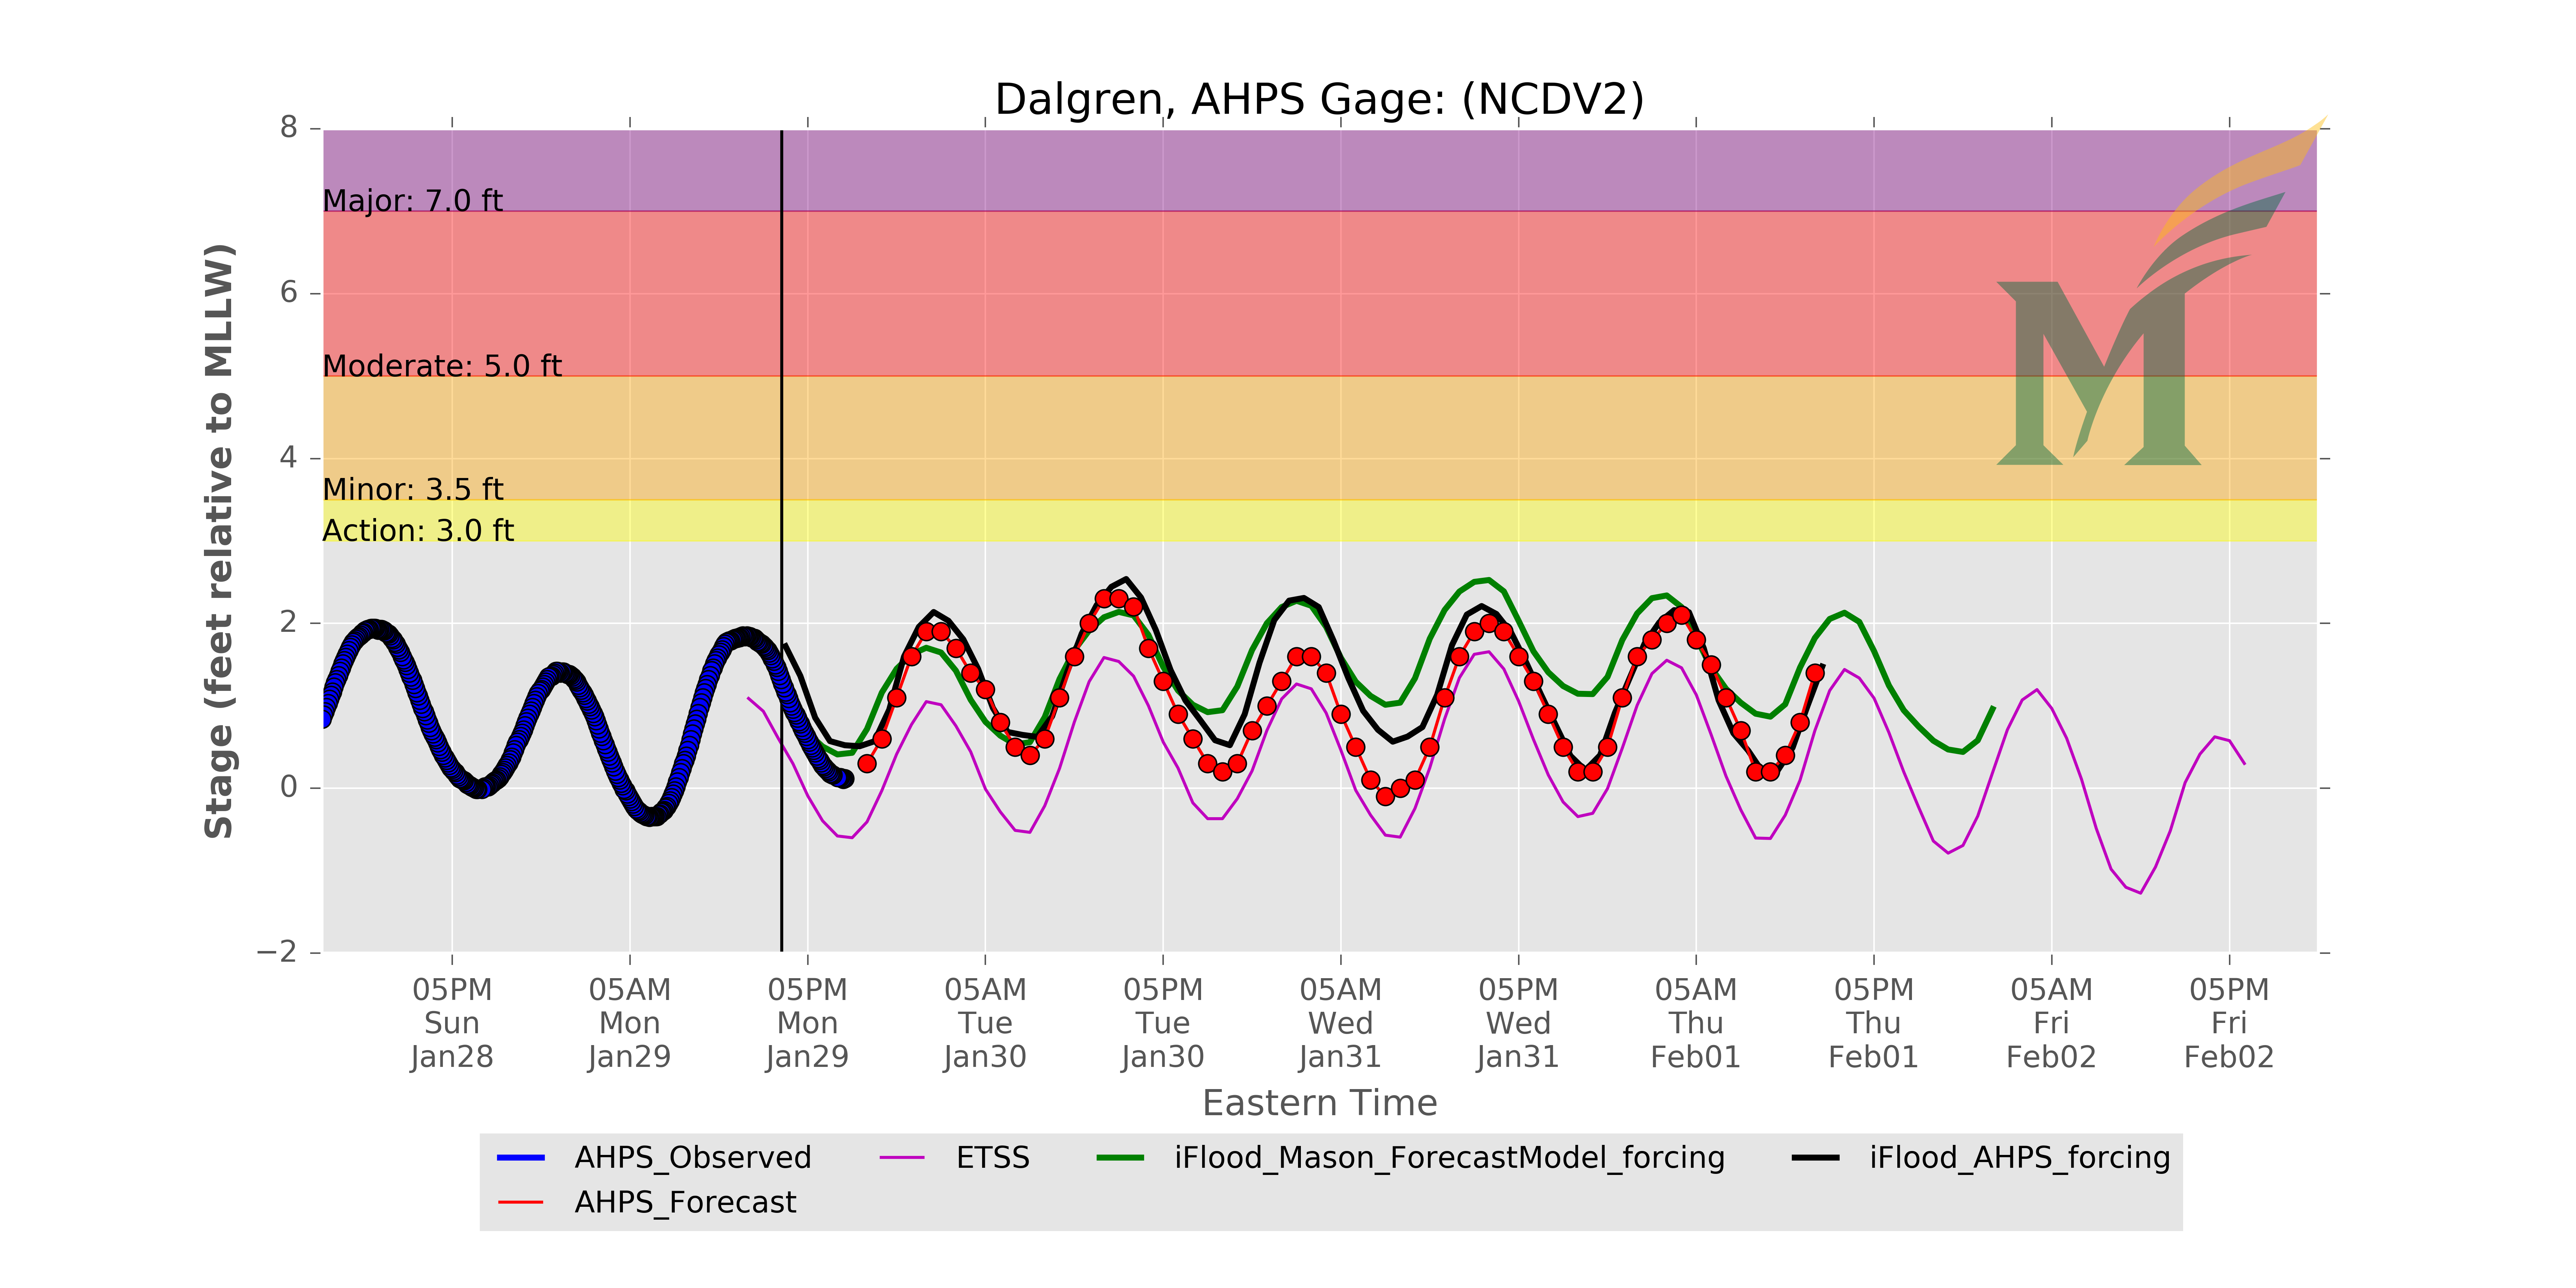 Dalgren, AHPS Gage: (NCDV2)
8
6
4
2
0
−2
Stage (feet relative to MLLW)
Major: 7.0 ft
Moderate: 5.0 ft
Minor: 3.5 ft
Action: 3.0 ft
05PM 05AM 05PM 05AM 05PM 05AM 05PM 05AM 05PM 05AM 05PM
Sun Mon Mon Tue Tue Wed Wed Thu Thu Fri Fri
Jan28 Jan29 Jan29 Jan30 Jan30 Jan31 Jan31 Feb01 Feb01 Feb02 Feb02
Eastern Time
AHPS_Observed ETSS iFlood_Mason_ForecastModel_forcing iFlood_AHPS_forcing
AHPS_Forecast
M